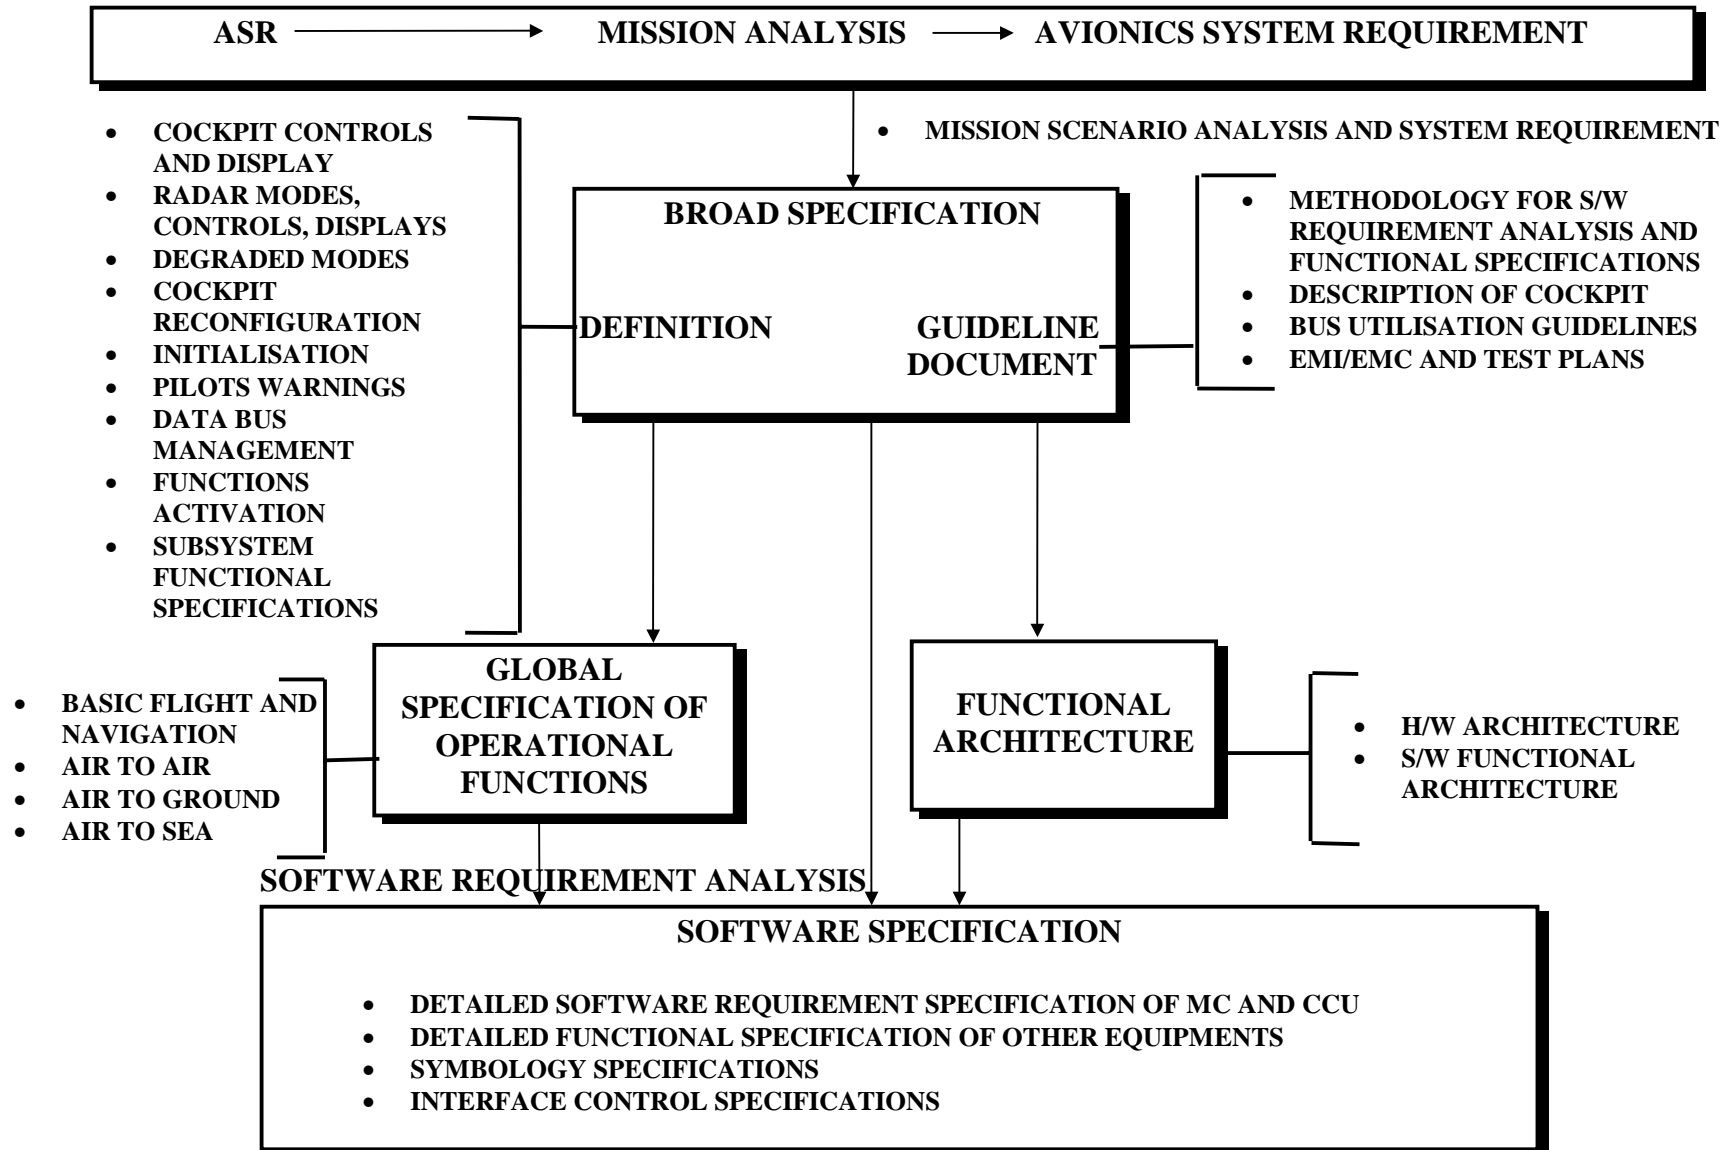 ASR MISSION ANALYSIS AVIONICS SYSTEM REQUIREMENT
• MISSION SCENARIO ANALYSIS AND SYSTEM REQUIREMENT
• COCKPIT CONTROLS
AND DISPLAY
• RADAR MODES,
CONTROLS, DISPLAYS
• DEGRADED MODES
• COCKPIT
RECONFIGURATION
• INITIALISATION
• PILOTS WARNINGS
• DATA BUS
MANAGEMENT
• FUNCTIONS
ACTIVATION
• SUBSYSTEM
FUNCTIONAL
SPECIFICATIONS
BROAD SPECIFICATION
DEFINITION
GUIDELINE
DOCUMENT
• METHODOLOGY FOR S/W
REQUIREMENT ANALYSIS AND
FUNCTIONAL SPECIFICATIONS
• DESCRIPTION OF COCKPIT
• BUS UTILISATION GUIDELINES
• EMI/EMC AND TEST PLANS
• BASIC FLIGHT AND
NAVIGATION
• AIR TO AIR
• AIR TO GROUND
• AIR TO SEA
GLOBAL
SPECIFICATION OF
OPERATIONAL
FUNCTIONS
FUNCTIONAL
ARCHITECTURE
• H/W ARCHITECTURE
• S/W FUNCTIONAL
ARCHITECTURE
SOFTWARE REQUIREMENT ANALYSIS
SOFTWARE SPECIFICATION
• DETAILED SOFTWARE REQUIREMENT SPECIFICATION OF MC AND CCU
• DETAILED FUNCTIONAL SPECIFICATION OF OTHER EQUIPMENTS
• SYMBOLOGY SPECIFICATIONS
• INTERFACE CONTROL SPECIFICATIONS